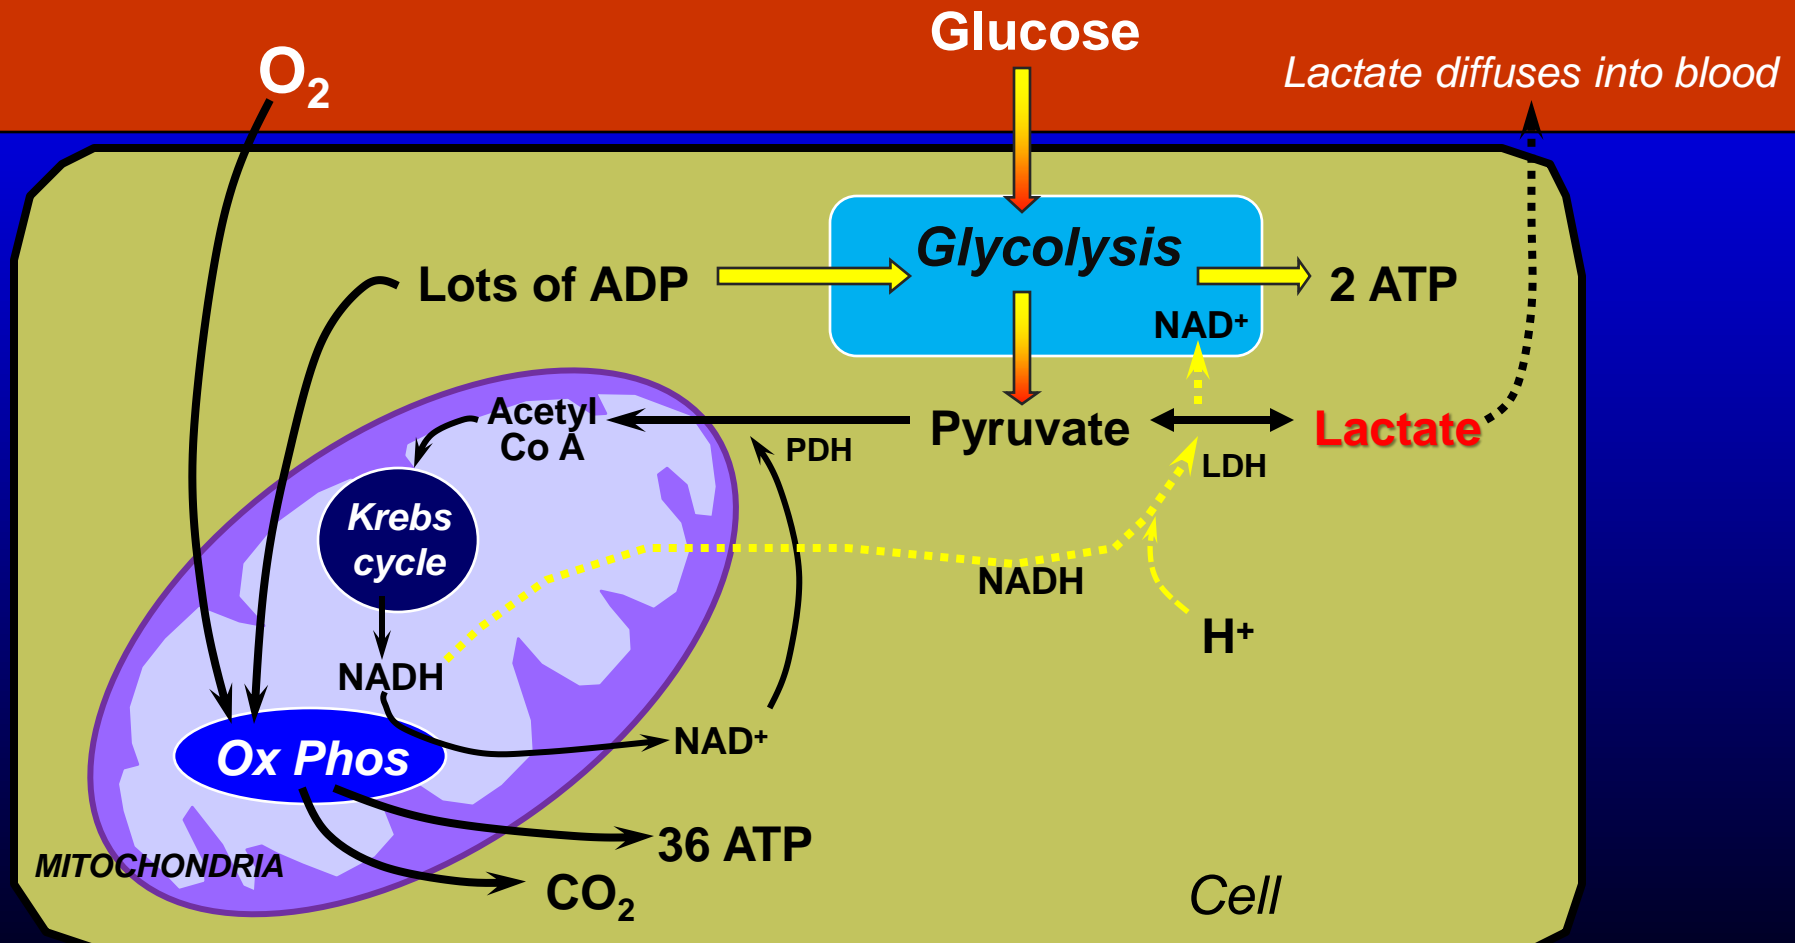 Glucose
O₂
Lactate diffuses into blood
Glycolysis
Lots of ADP
2 ATP
NAD⁺
Acetyl
Co A
Pyruvate
Lactate
PDH
LDH
Krebs
cycle
NADH
H⁺
NADH
NAD⁺
Ox Phos
36 ATP
MITOCHONDRIA
CO₂
Cell